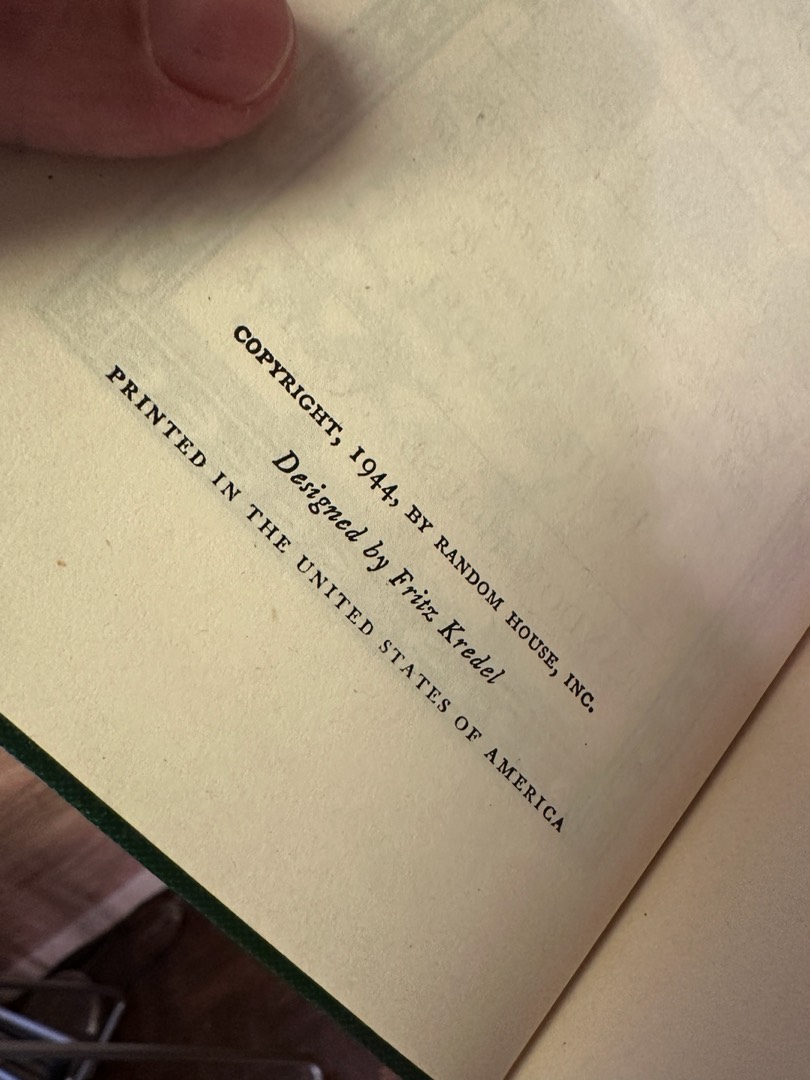 COPYRIGHT, 1944, BY RANDOM HOUSE, INC.
Designed by Fritz Kredel
PRINTED IN THE UNITED STATES OF AMERICA